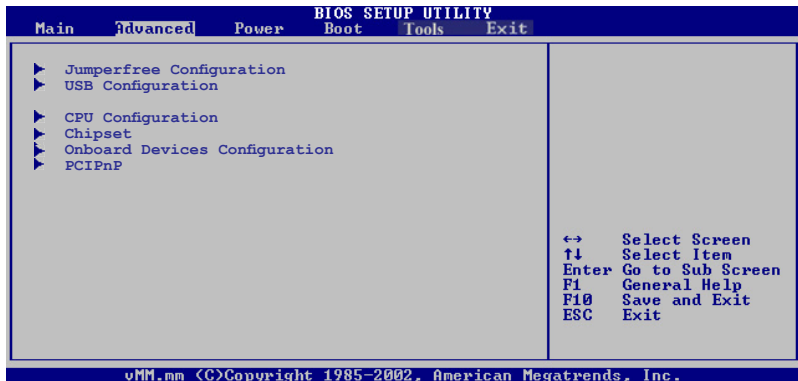 BIOS SETUP UTILITY
Main Advanced Power Boot Tools Exit
Jumperfree Configuration
USB Configuration
CPU Configuration
Chipset
Onboard Devices Configuration
PCIPnP
←→ Select Screen
↑↓ Select Item
Enter Go to Sub Screen
F1 General Help
F10 Save and Exit
ESC Exit
vMM.mm (C)Copyright 1985-2002, American Megatrends, Inc.